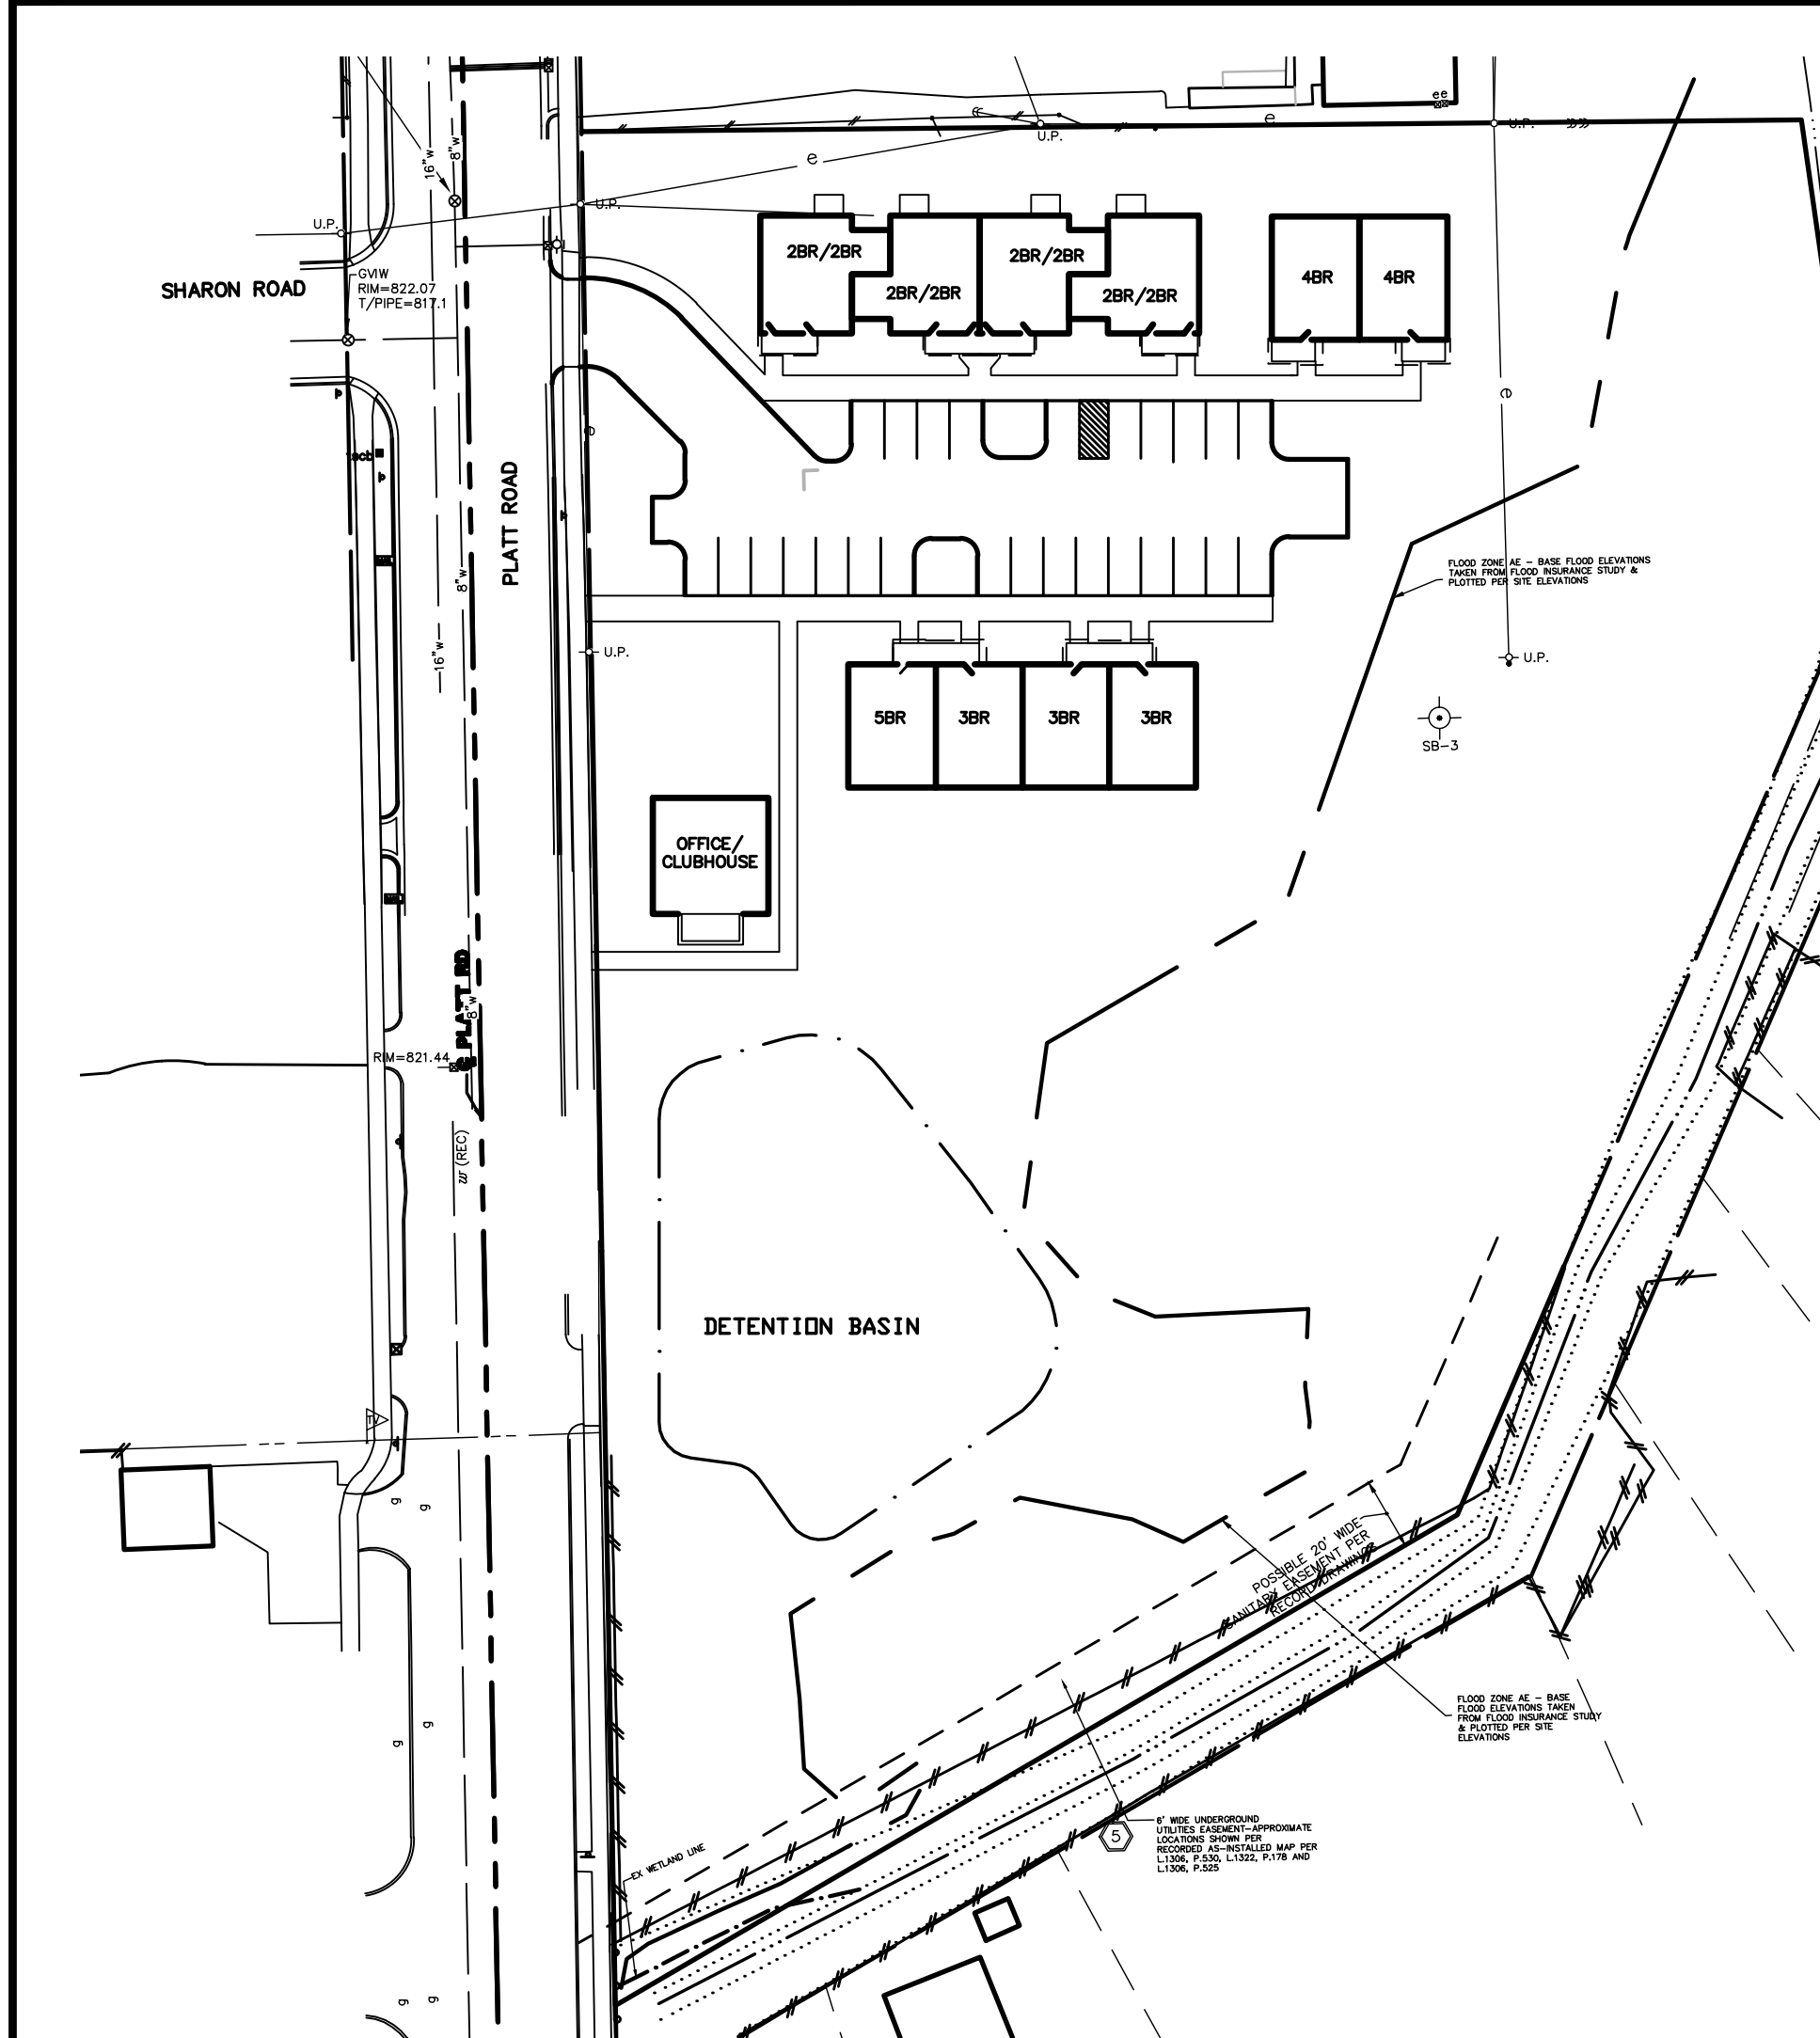 ee
U.P.
e
U.P.
e
e
16"w
8"w
U.P.
U.P.
SHARON ROAD
GVIW
RIM=822.07
T/PIPE=817.1
2BR/2BR
2BR/2BR
2BR/2BR
2BR/2BR
4BR
4BR
e
e
PLATT ROAD
8"w
16"w
FLOOD ZONE AE - BASE FLOOD ELEVATIONS
TAKEN FROM FLOOD INSURANCE STUDY &
PLOTTED PER SITE ELEVATIONS
U.P.
U.P.
5BR
3BR
3BR
3BR
SB-3
OFFICE/
CLUBHOUSE
PLATT RD
8"w
RIM=821.44
w (REC)
DETENTION BASIN
TV
g
g
POSSIBLE 20' WIDE
SANITARY EASEMENT PER
RECORD DRAWINGS
g
g
FLOOD ZONE AE - BASE
FLOOD ELEVATIONS TAKEN
FROM FLOOD INSURANCE STUDY
& PLOTTED PER SITE
ELEVATIONS
5
6' WIDE UNDERGROUND
UTILITIES EASEMENT-APPROXIMATE
LOCATIONS SHOWN PER
RECORDED AS-INSTALLED MAP PER
L.1306, P.530, L.1322, P.178 AND
L.1306, P.525
EX WETLAND LINE
g
g